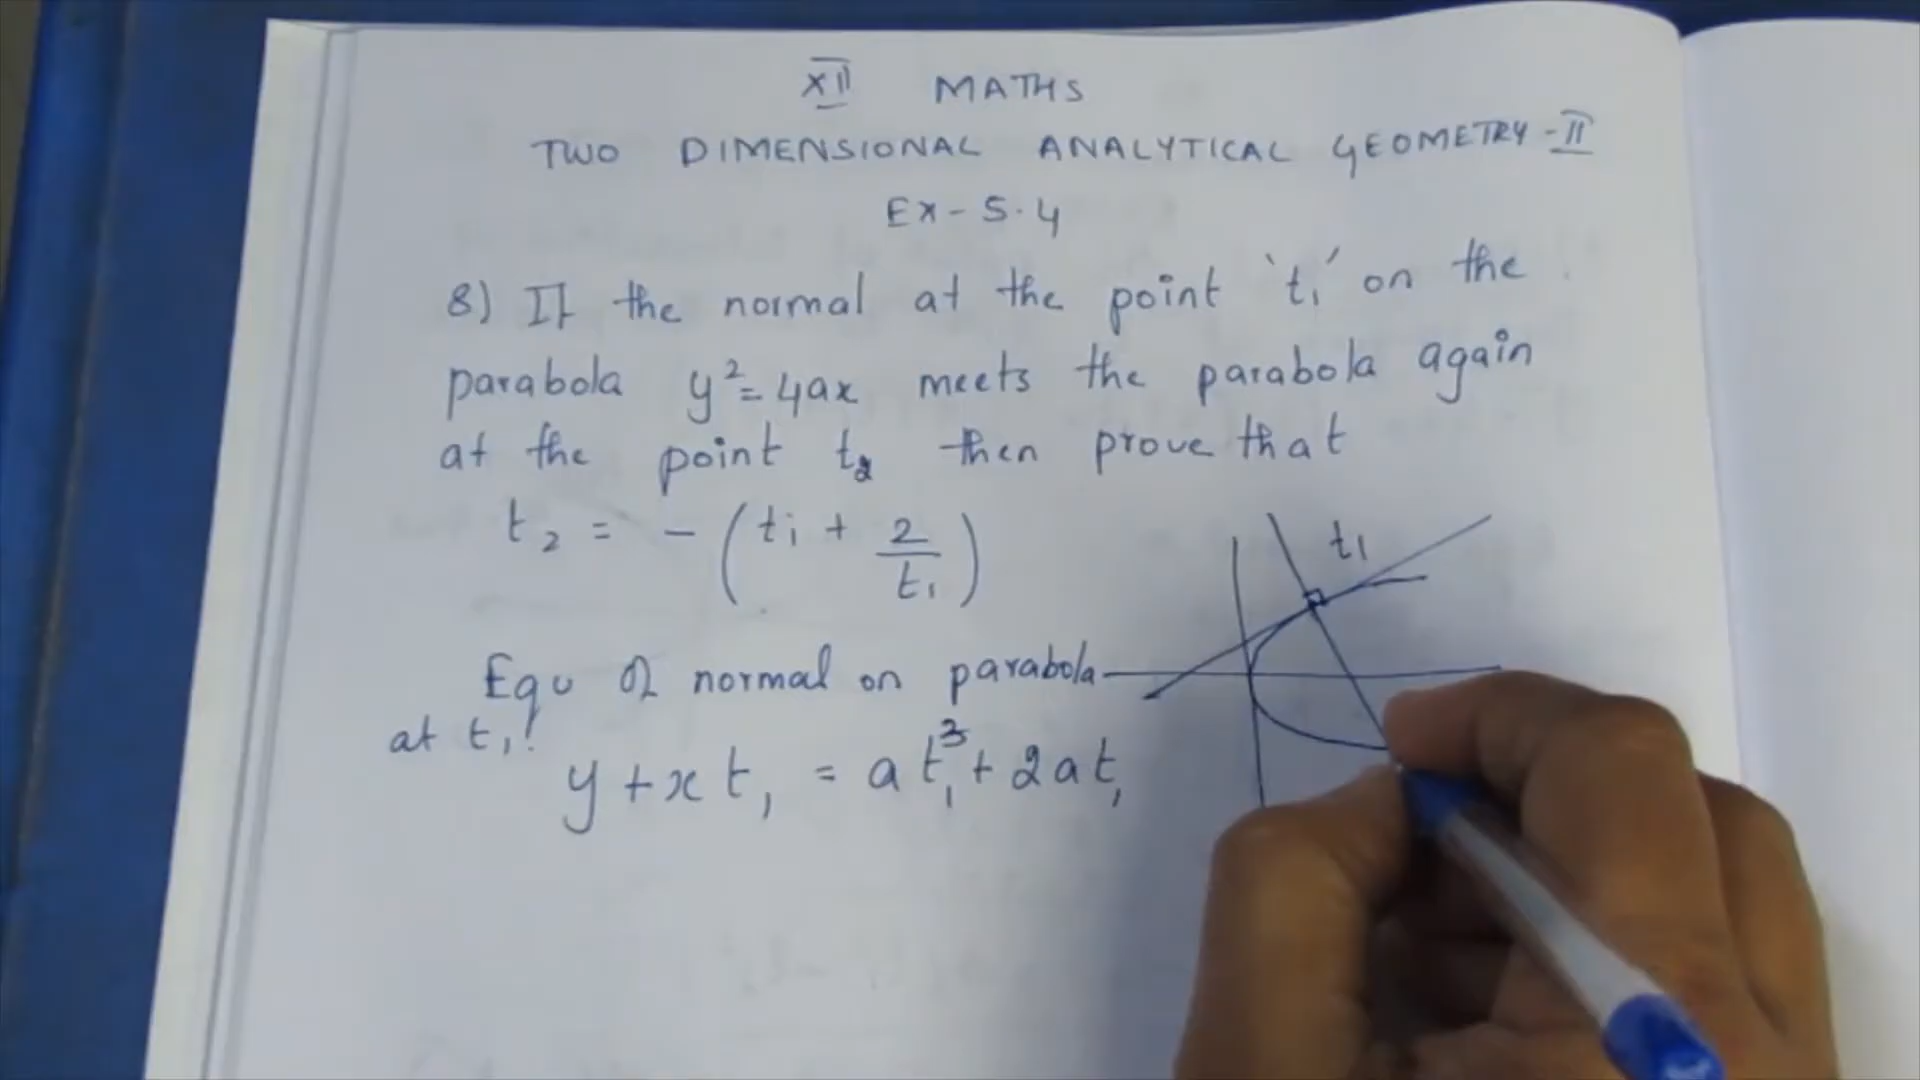 XII MATHS
TWO DIMENSIONAL ANALYTICAL GEOMETRY - II
EX - 5.4
8) If the normal at the point 't₁' on the
parabola y² = 4ax meets the parabola again
at the point t₂ then prove that
t₂ = - (t₁ + 2/t₁)
t₁
Equ of normal on parabola
at t₁!
y + xt₁ = at₁³ + 2at₁